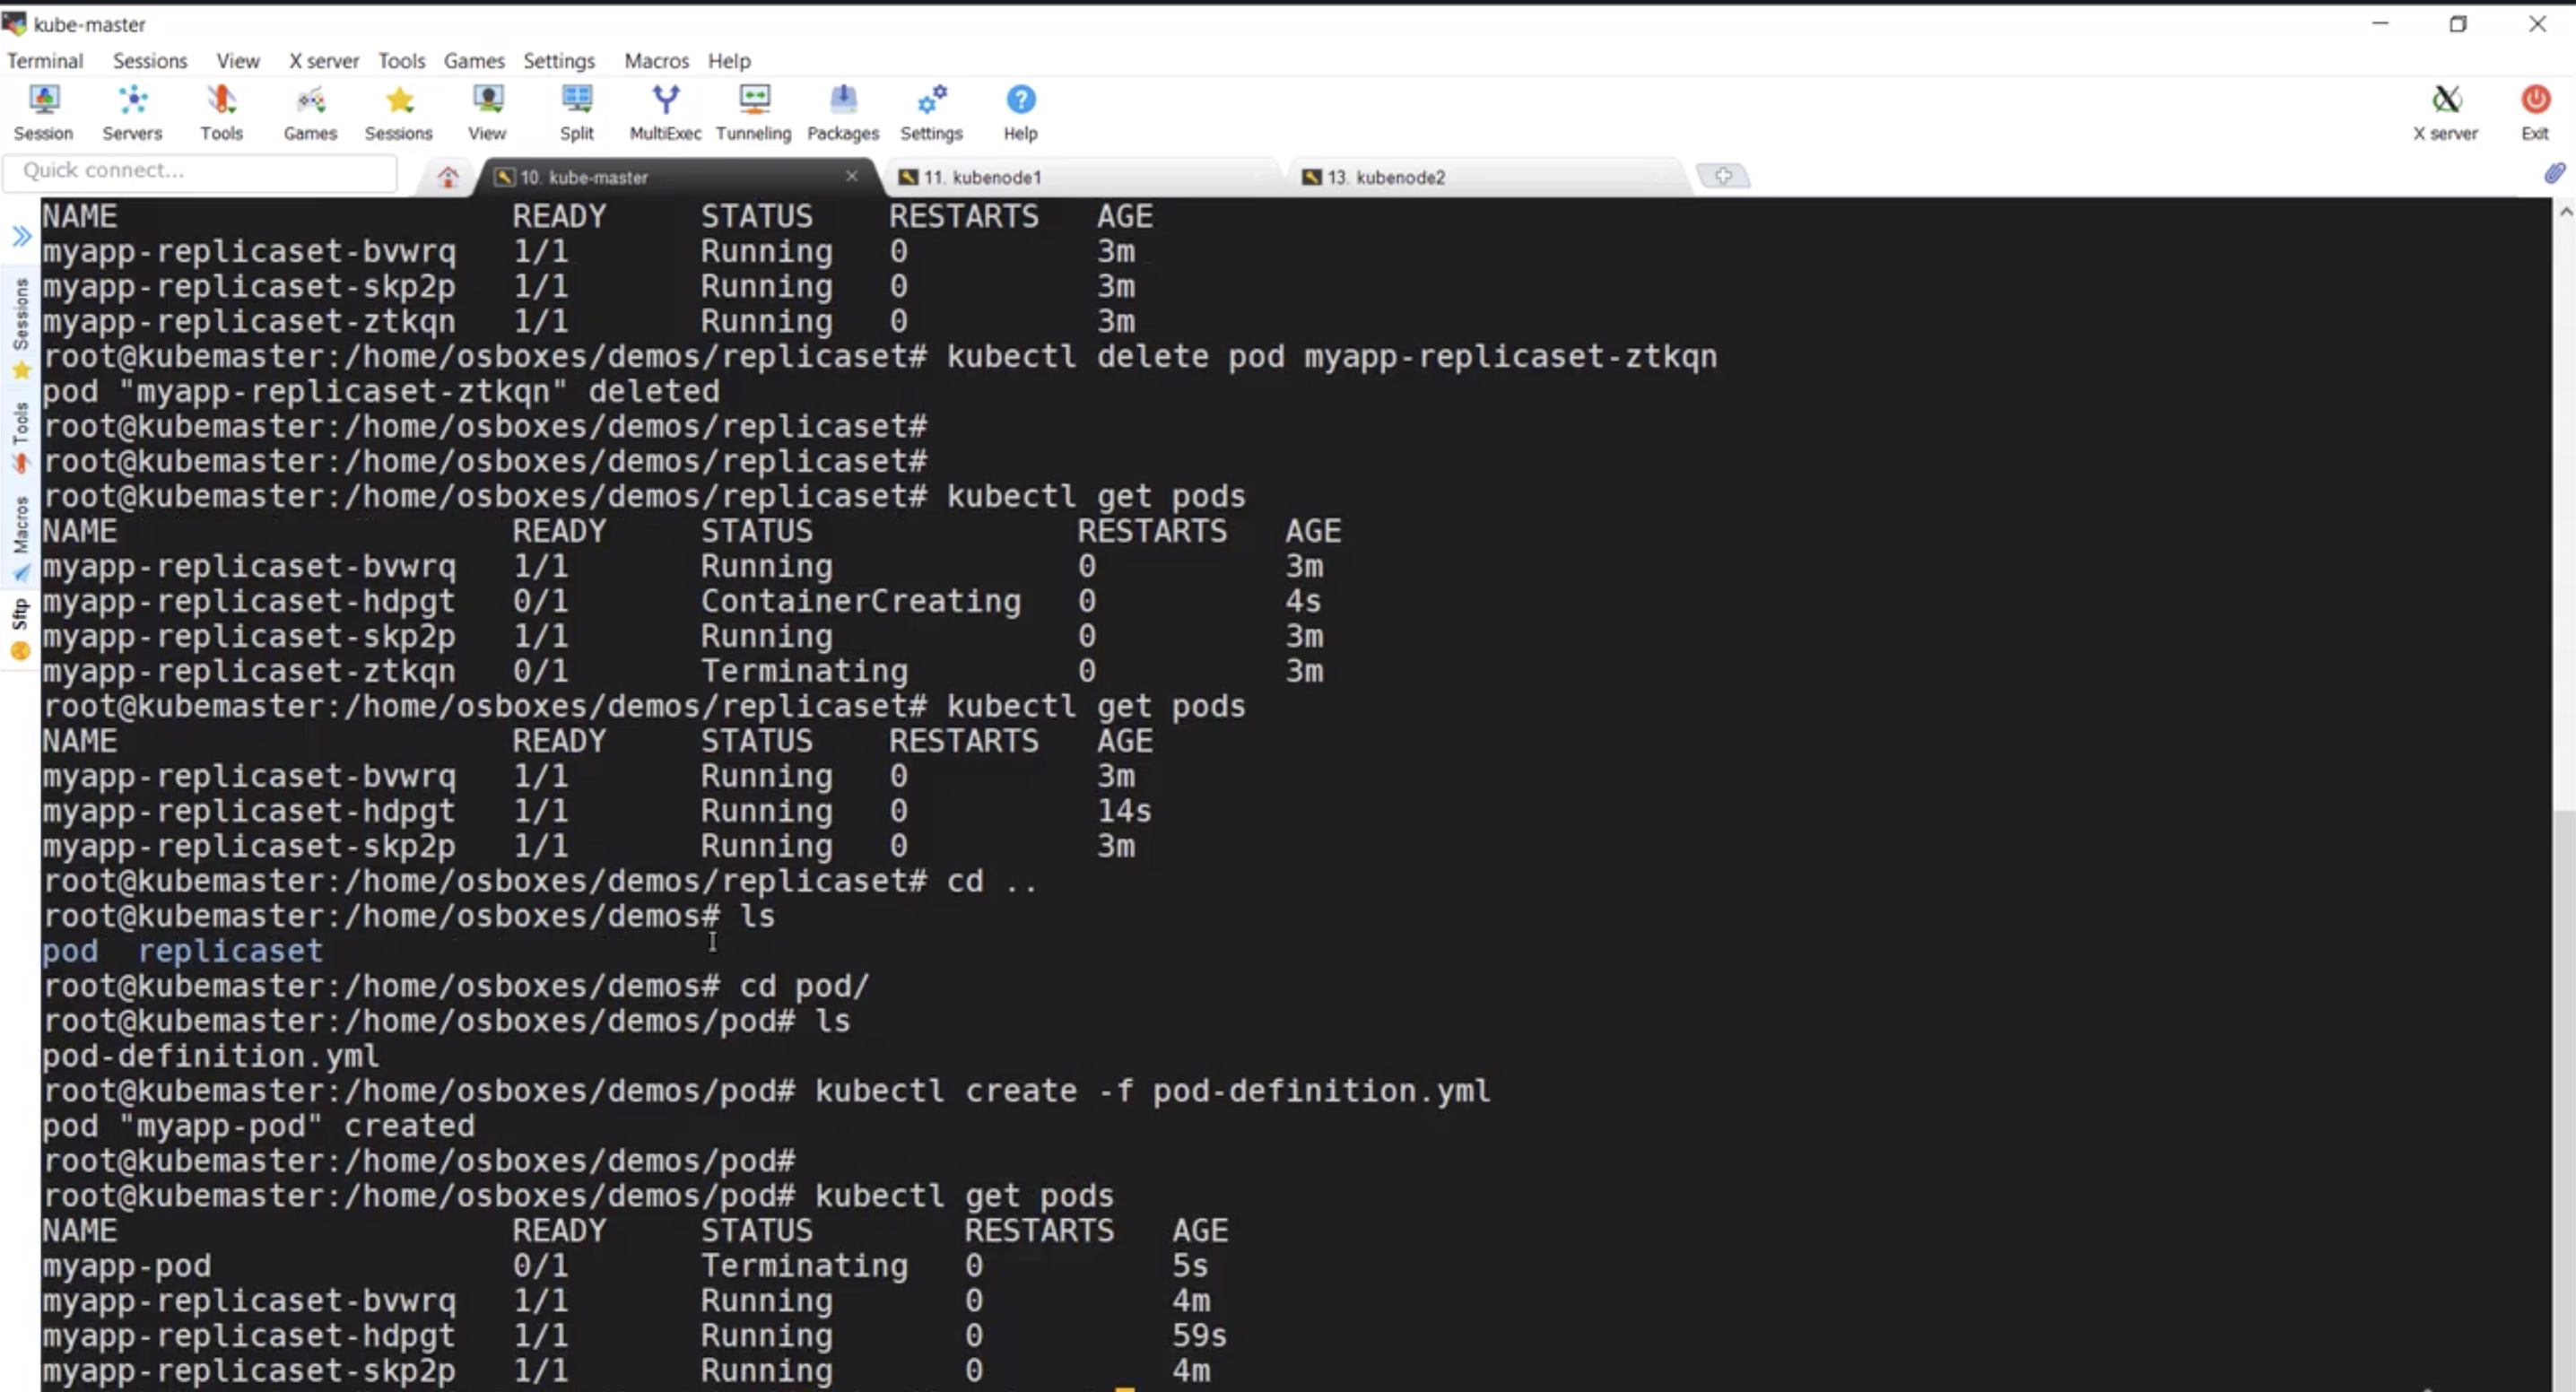 kube-master
Terminal Sessions View X server Tools Games Settings Macros Help
Session Servers Tools Games Sessions View Split MultiExec Tunneling Packages Settings Help X server Exit
Quick connect... 10. kube-master 11. kubenode1 13. kubenode2
Sessions
Tools
Macros
Sftp
NAME READY STATUS RESTARTS AGE
myapp-replicaset-bvwrq 1/1 Running 0 3m
myapp-replicaset-skp2p 1/1 Running 0 3m
myapp-replicaset-ztkqn 1/1 Running 0 3m
root@kubemaster:/home/osboxes/demos/replicaset# kubectl delete pod myapp-replicaset-ztkqn
pod "myapp-replicaset-ztkqn" deleted
root@kubemaster:/home/osboxes/demos/replicaset#
root@kubemaster:/home/osboxes/demos/replicaset#
root@kubemaster:/home/osboxes/demos/replicaset# kubectl get pods
NAME READY STATUS RESTARTS AGE
myapp-replicaset-bvwrq 1/1 Running 0 3m
myapp-replicaset-hdpgt 0/1 ContainerCreating 0 4s
myapp-replicaset-skp2p 1/1 Running 0 3m
myapp-replicaset-ztkqn 0/1 Terminating 0 3m
root@kubemaster:/home/osboxes/demos/replicaset# kubectl get pods
NAME READY STATUS RESTARTS AGE
myapp-replicaset-bvwrq 1/1 Running 0 3m
myapp-replicaset-hdpgt 1/1 Running 0 14s
myapp-replicaset-skp2p 1/1 Running 0 3m
root@kubemaster:/home/osboxes/demos/replicaset# cd ..
root@kubemaster:/home/osboxes/demos# ls
pod replicaset
root@kubemaster:/home/osboxes/demos# cd pod/
root@kubemaster:/home/osboxes/demos/pod# ls
pod-definition.yml
root@kubemaster:/home/osboxes/demos/pod# kubectl create -f pod-definition.yml
pod "myapp-pod" created
root@kubemaster:/home/osboxes/demos/pod#
root@kubemaster:/home/osboxes/demos/pod# kubectl get pods
NAME READY STATUS RESTARTS AGE
myapp-pod 0/1 Terminating 0 5s
myapp-replicaset-bvwrq 1/1 Running 0 4m
myapp-replicaset-hdpgt 1/1 Running 0 59s
myapp-replicaset-skp2p 1/1 Running 0 4m